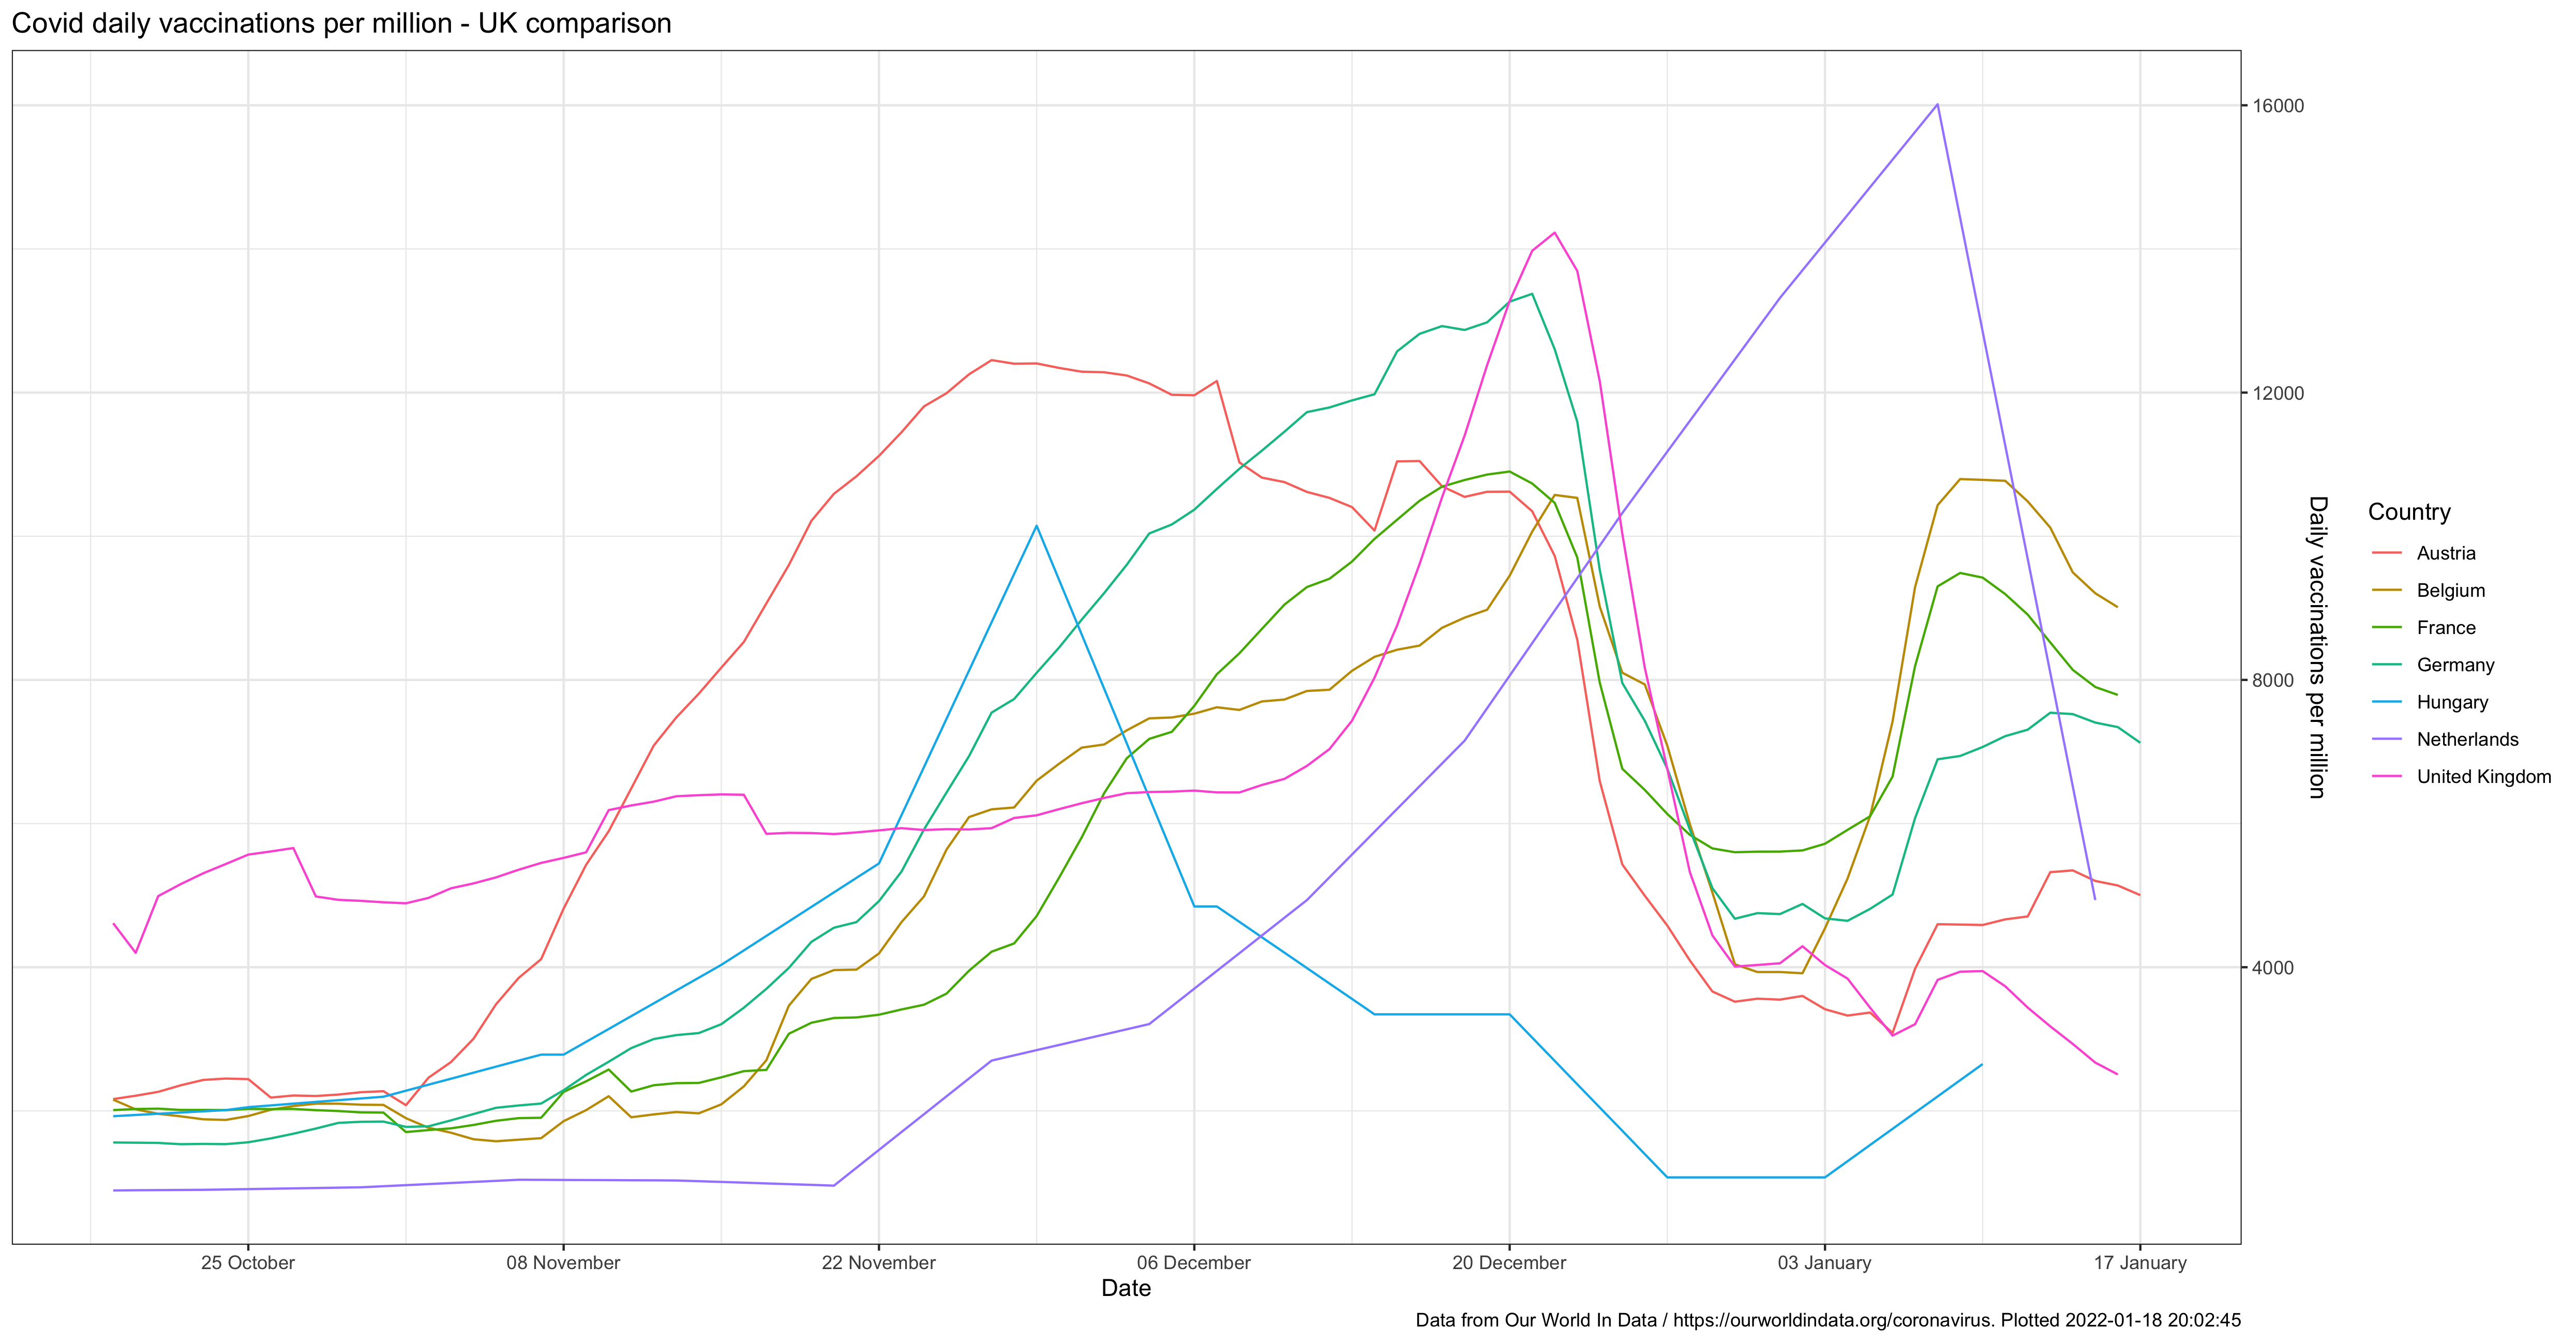 Covid daily vaccinations per million - UK comparison
16000
12000
8000
4000
Daily vaccinations per million
25 October
08 November
22 November
06 December
20 December
03 January
17 January
Date
Country
Austria
Belgium
France
Germany
Hungary
Netherlands
United Kingdom
Data from Our World In Data / https://ourworldindata.org/coronavirus. Plotted 2022-01-18 20:02:45